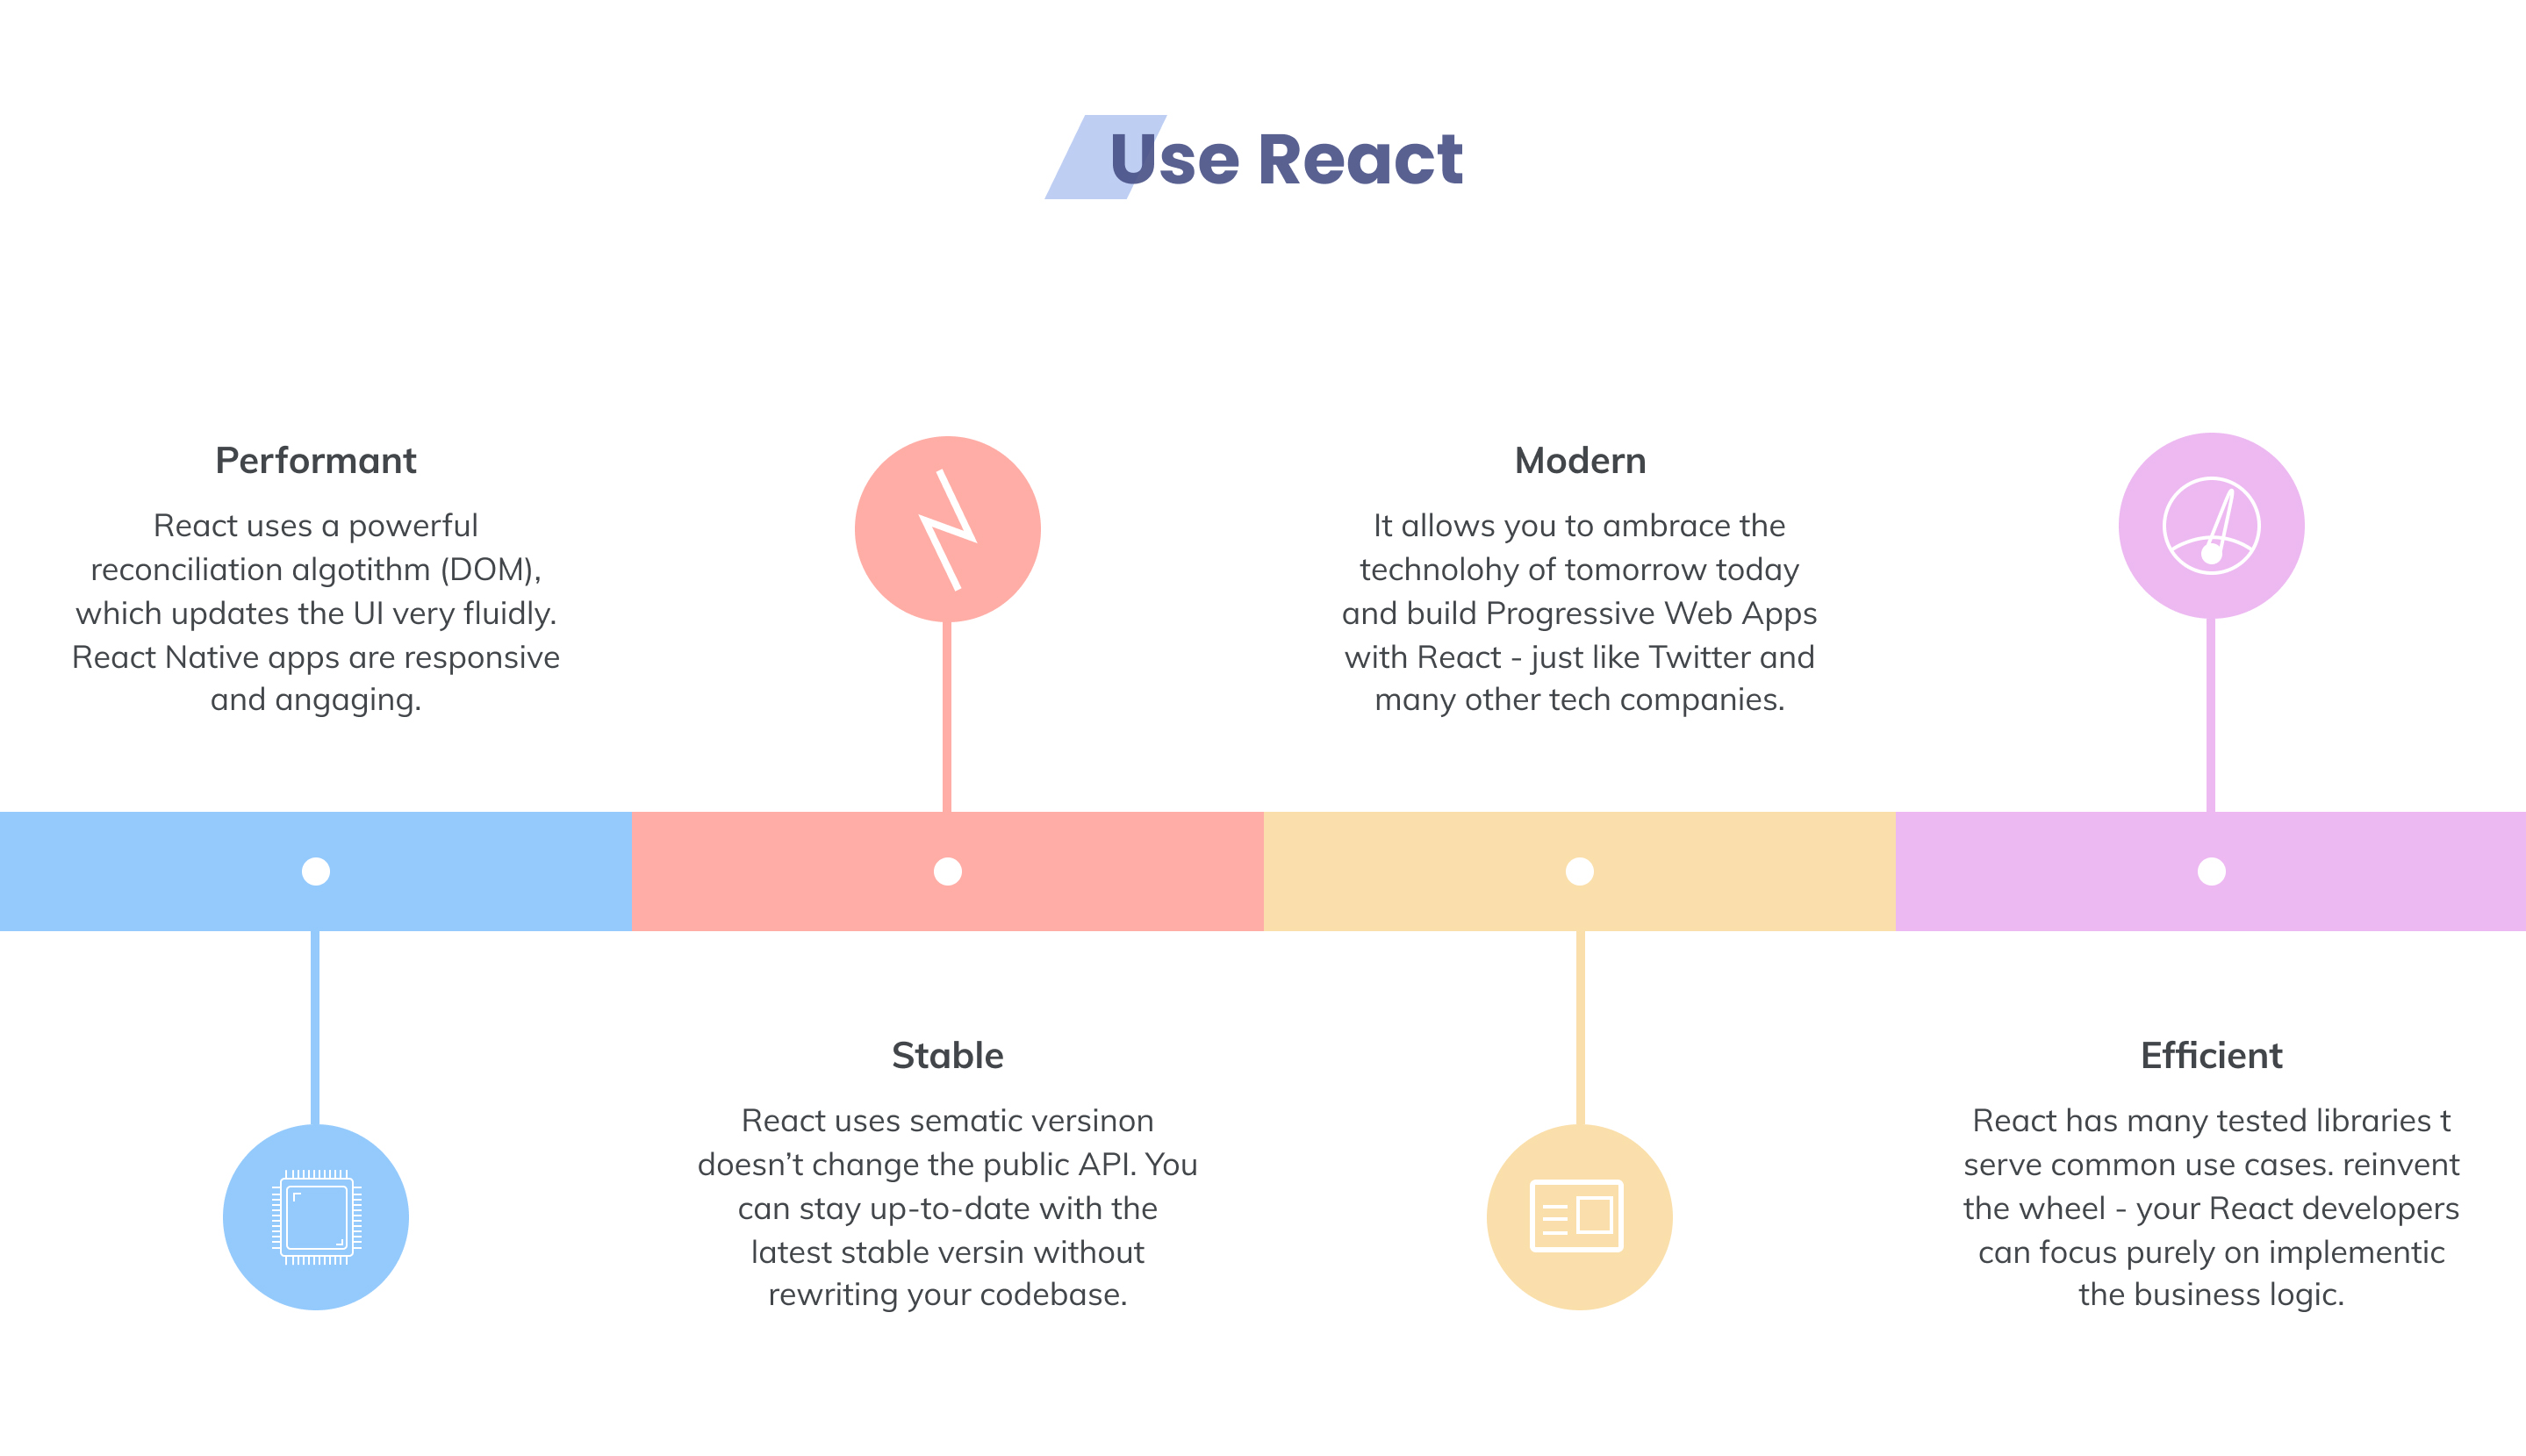 Use React
Performant
React uses a powerful
reconciliation algotithm (DOM),
which updates the UI very fluidly.
React Native apps are responsive
and angaging.
Stable
React uses sematic versinon
doesn’t change the public API. You
can stay up-to-date with the
latest stable versin without
rewriting your codebase.
Modern
It allows you to ambrace the
technolohy of tomorrow today
and build Progressive Web Apps
with React - just like Twitter and
many other tech companies.
Efficient
React has many tested libraries t
serve common use cases. reinvent
the wheel - your React developers
can focus purely on implementic
the business logic.